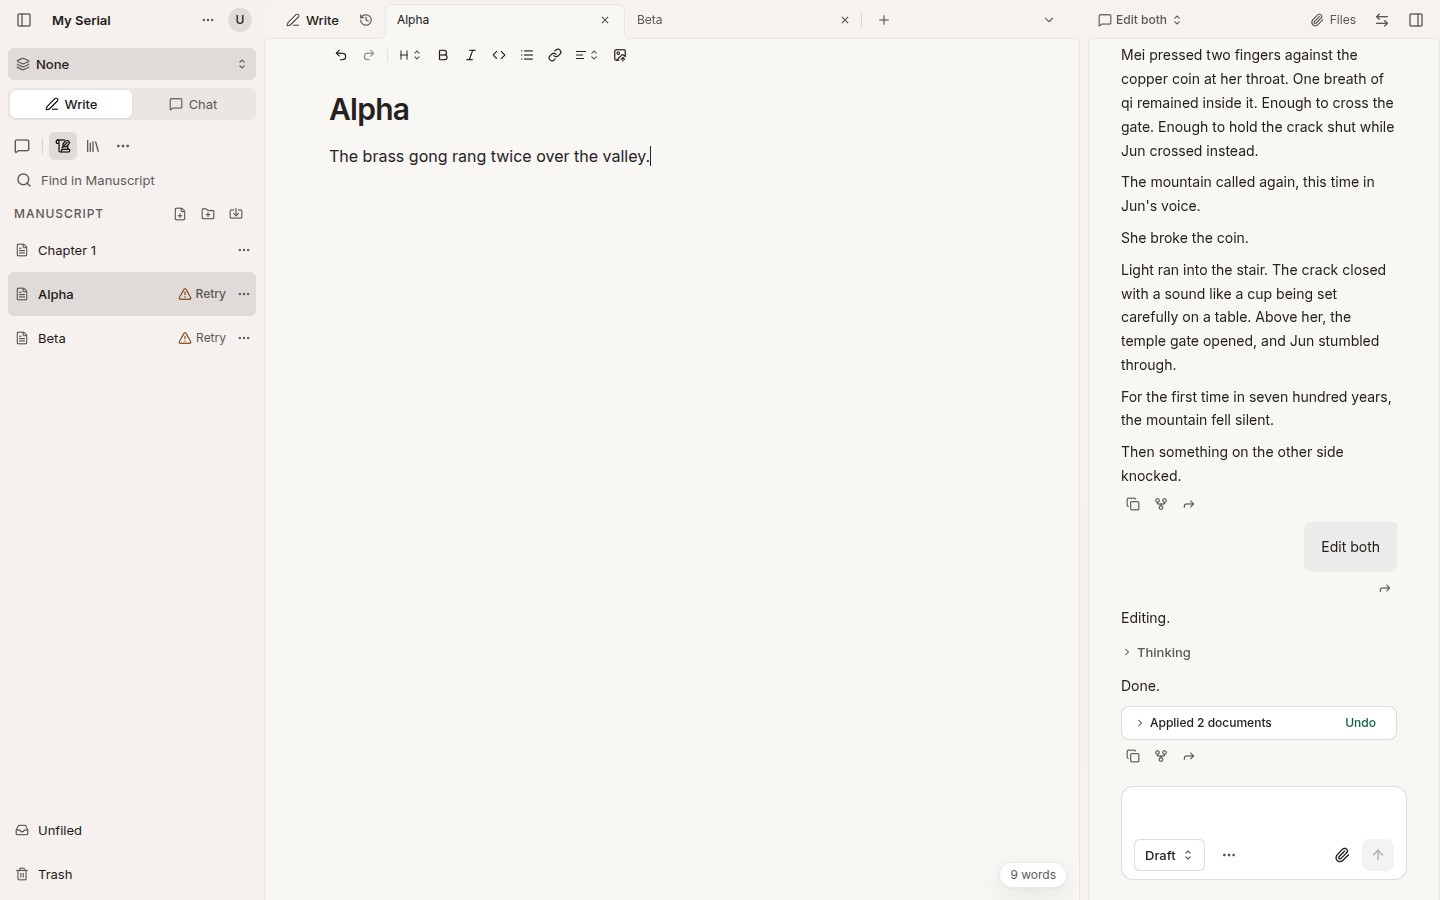 My Serial
U
None
Write
Chat
Find in Manuscript
MANUSCRIPT
Chapter 1
Alpha
Retry
Beta
Retry
Unfiled
Trash
Write
Alpha
Beta
H
B
I
Alpha
The brass gong rang twice over the valley.
9 words
Edit both
Files
Mei pressed two fingers against the
copper coin at her throat. One breath of
qi remained inside it. Enough to cross the
gate. Enough to hold the crack shut while
Jun crossed instead.
The mountain called again, this time in
Jun's voice.
She broke the coin.
Light ran into the stair. The crack closed
with a sound like a cup being set
carefully on a table. Above her, the
temple gate opened, and Jun stumbled
through.
For the first time in seven hundred years,
the mountain fell silent.
Then something on the other side
knocked.
Edit both
Editing.
Thinking
Done.
Applied 2 documents
Undo
Draft